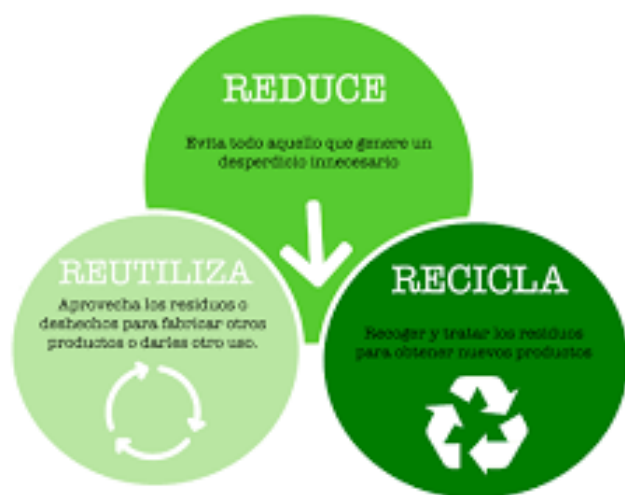 REDUCE
Evita todo aquello que genere un
desperdicio innecesario
REUTILIZA
Aprovecha los residuos o
deshechos para fabricar otros
productos o darles otro uso.
RECICLA
Recoger y tratar los residuos
para obtener nuevos productos